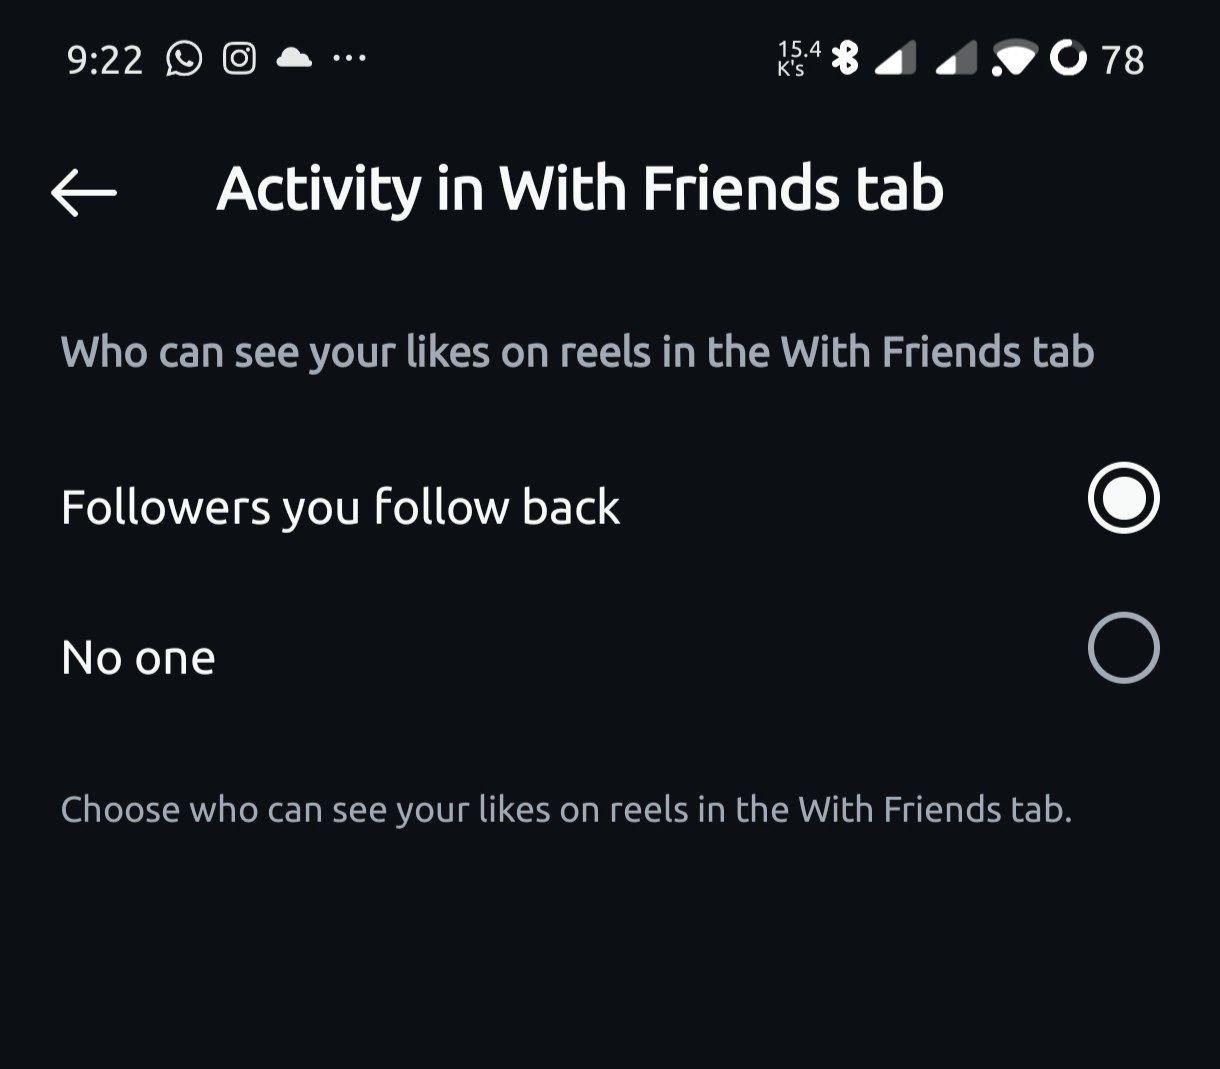 9:22 ... 15.4 K's 78
Activity in With Friends tab
Who can see your likes on reels in the With Friends tab
Followers you follow back
No one
Choose who can see your likes on reels in the With Friends tab.